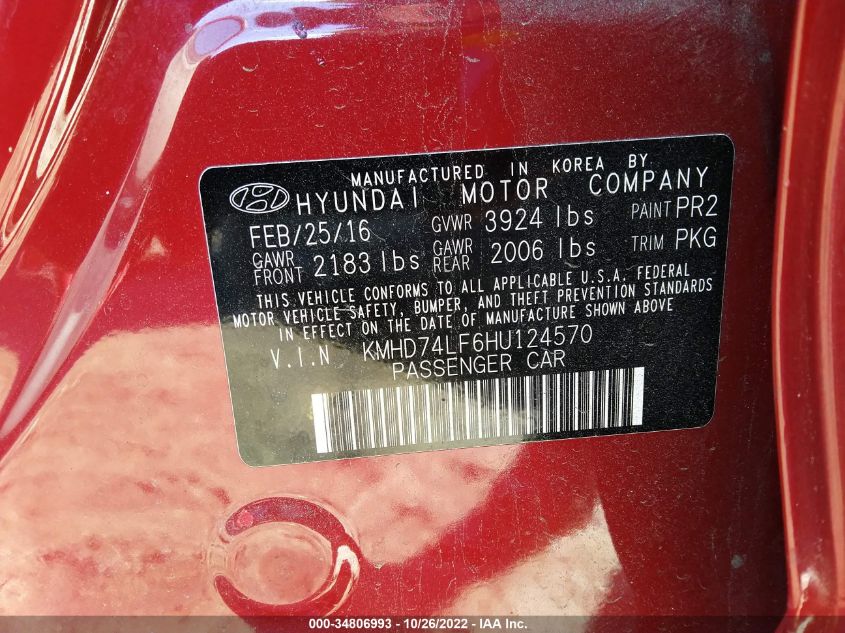 MANUFACTURED IN KOREA BY
HYUNDAI MOTOR COMPANY
FEB/25/16 GVWR 3924 lbs PAINT PR2
GAWR FRONT 2183 lbs GAWR REAR 2006 lbs TRIM PKG
THIS VEHICLE CONFORMS TO ALL APPLICABLE U.S.A. FEDERAL
MOTOR VEHICLE SAFETY, BUMPER, AND THEFT PREVENTION STANDARDS
IN EFFECT ON THE DATE OF MANUFACTURE SHOWN ABOVE
V.I.N KMHD74LF6HU124570
PASSENGER CAR
000-34806993 - 10/26/2022 - IAA Inc.